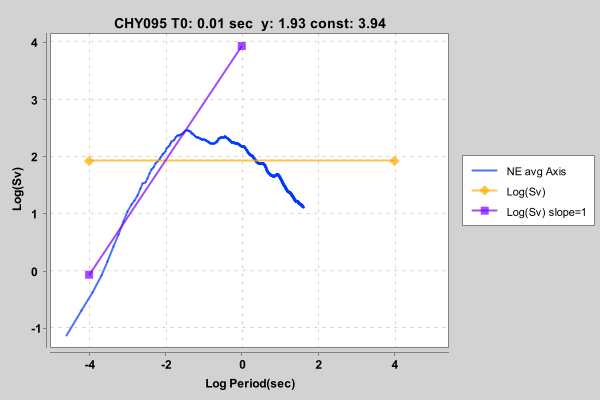 CHY095 T0: 0.01 sec  y: 1.93 const: 3.94
Log(Sv)
4
3
2
1
0
-1
-4
-2
0
2
4
Log Period(sec)
NE avg Axis
Log(Sv)
Log(Sv) slope=1